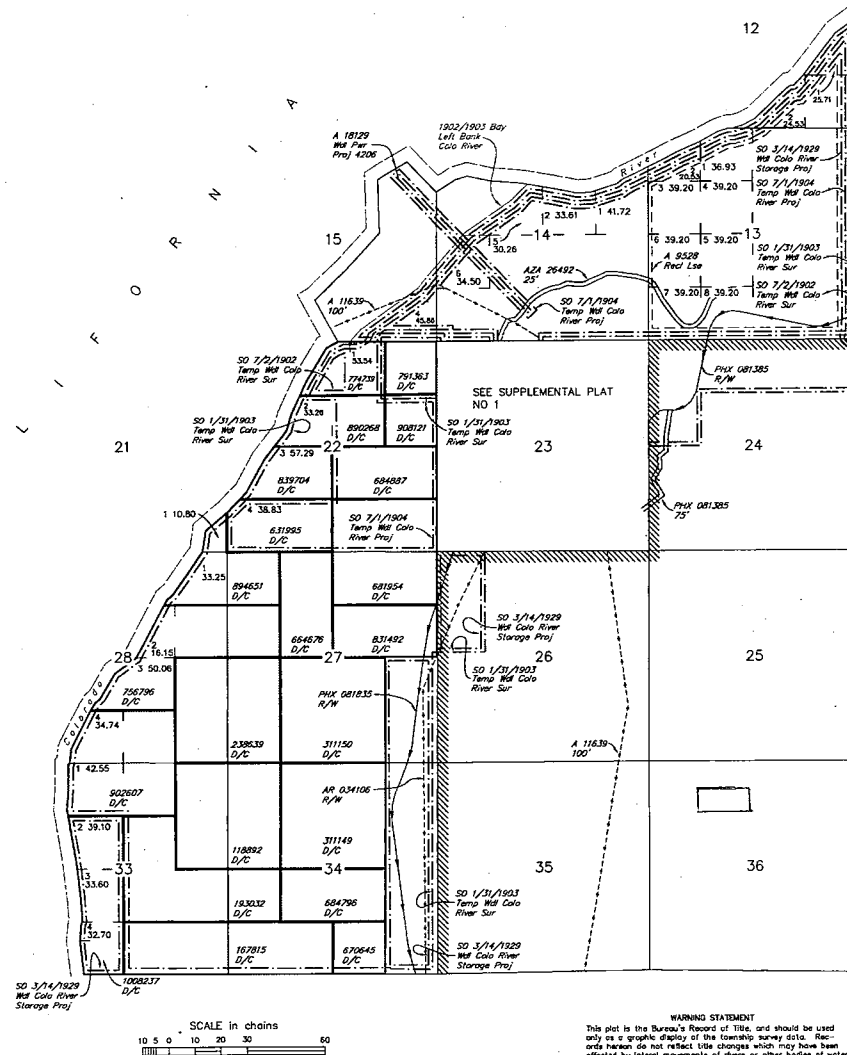 12
C A L I F O R N I A
A 18129
Wdl Pwr
Proj 4206
1902/1903 Bay
Left Bank
Colo River
River
25.71
2
24.53
SO 3/14/1929
Wdl Colo River
Storage Proj
1 36.93
3 39.20
4 39.20
SO 7/1/1904
Temp Wdl Colo
River Proj
15
2 33.61
1 41.72
14
5
30.26
6 39.20
5 39.20
13
SO 1/31/1903
Temp Wdl Colo
River Sur
A 9528
Recl Lse
AZA 26492
25'
6
34.50
7 39.20
8 39.20
SO 7/2/1902
Temp Wdl Colo
River Sur
A 11639
100'
SO 7/1/1904
Temp Wdl Colo
River Proj
45.88
SO 7/2/1902
Temp Wdl Colo
River Sur
1
53.54
774739
D/C
791363
D/C
PHX 081385
R/W
SEE SUPPLEMENTAL PLAT
NO 1
SO 1/31/1903
Temp Wdl Colo
River Sur
2
33.26
890268
D/C
908121
D/C
SO 1/31/1903
Temp Wdl Colo
River Sur
21
22
23
24
3 57.29
839704
D/C
684887
D/C
1 10.80
4 38.83
631995
D/C
SO 7/1/1904
Temp Wdl Colo
River Proj
PHX 081385
75'
1
33.25
894651
D/C
681954
D/C
SO 3/14/1929
Wdl Colo River
Storage Proj
2
16.15
664676
D/C
831492
D/C
28
27
26
25
3 50.06
SO 1/31/1903
Temp Wdl Colo
River Sur
756796
D/C
PHX 081835
R/W
Colorado
4
34.74
238639
D/C
311150
D/C
A 11639
100'
1 42.55
902607
D/C
AR 034106
R/W
2 39.10
118892
D/C
311149
D/C
33
34
35
36
3
33.60
193032
D/C
684796
D/C
SO 1/31/1903
Temp Wdl Colo
River Sur
4
32.70
167815
D/C
670645
D/C
SO 3/14/1929
Wdl Colo River
Storage Proj
SO 3/14/1929
Wdl Colo River
Storage Proj
1008237
D/C
SCALE in chains
10 5 0 10 20 30 60
WARNING STATEMENT
This plat is the Bureau's Record of Title, and should be used
only as a graphic display of the township survey data. Rec-
ords hereon do not reflect title changes which may have been
effected by lateral movements of rivers or other bodies of water